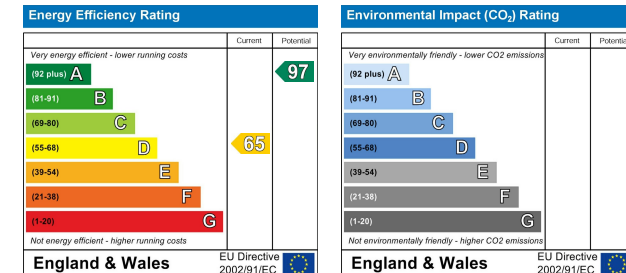 Energy Efficiency Rating
Current Potential
Very energy efficient - lower running costs
(92 plus) A
97
(81-91) B
(69-80) C
(55-68) D
65
(39-54) E
(21-38) F
(1-20) G
Not energy efficient - higher running costs
England & Wales
EU Directive
2002/91/EC
Environmental Impact (CO₂) Rating
Current Potential
Very environmentally friendly - lower CO2 emissions
(92 plus) A
(81-91) B
(69-80) C
(55-68) D
(39-54) E
(21-38) F
(1-20) G
Not environmentally friendly - higher CO2 emissions
England & Wales
EU Directive
2002/91/EC